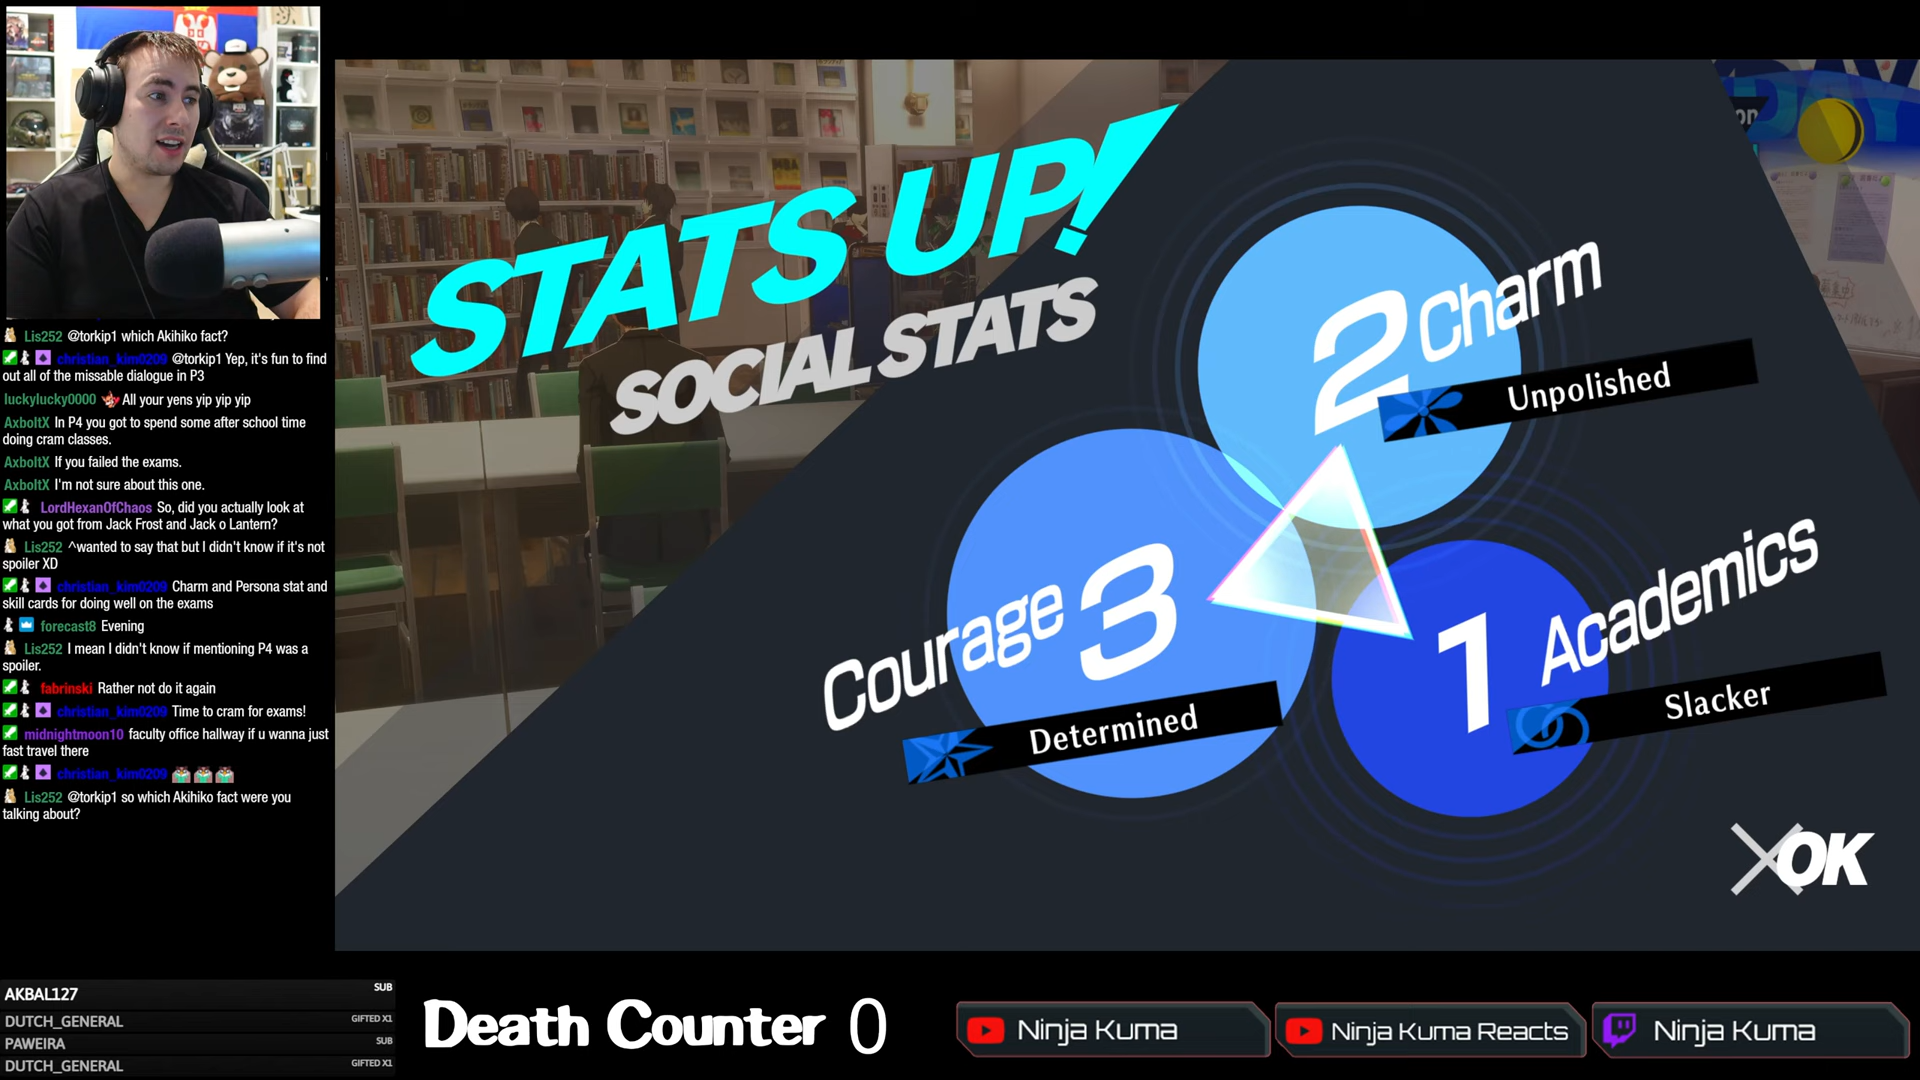 Lis252 @torkip1 which Akihiko fact?
christian_kim0209 @torkip1 Yep, it's fun to find
out all of the missable dialogue in P3
luckylucky0000 All your yens yip yip yip
AxboltX In P4 you got to spend some after school time
doing cram classes.
AxboltX If you failed the exams.
AxboltX I'm not sure about this one.
LordHexanOfChaos So, did you actually look at
what you got from Jack Frost and Jack o Lantern?
Lis252 ^wanted to say that but I didn't know if it's not
spoiler XD
christian_kim0209 Charm and Persona stat and
skill cards for doing well on the exams
forecast8 Evening
Lis252 I mean I didn't know if mentioning P4 was a
spoiler.
fabrinski Rather not do it again
christian_kim0209 Time to cram for exams!
midnightmoon10 faculty office hallway if u wanna just
fast travel there
christian_kim0209
Lis252 @torkip1 so which Akihiko fact were you
talking about?
STATS UP!
SOCIAL STATS
2 Charm
Unpolished
Courage 3
Determined
1 Academics
Slacker
OK
AKBAL127 SUB
DUTCH_GENERAL GIFTED X1
PAWEIRA SUB
DUTCH_GENERAL GIFTED X1
Death Counter 0
Ninja Kuma
Ninja Kuma Reacts
Ninja Kuma